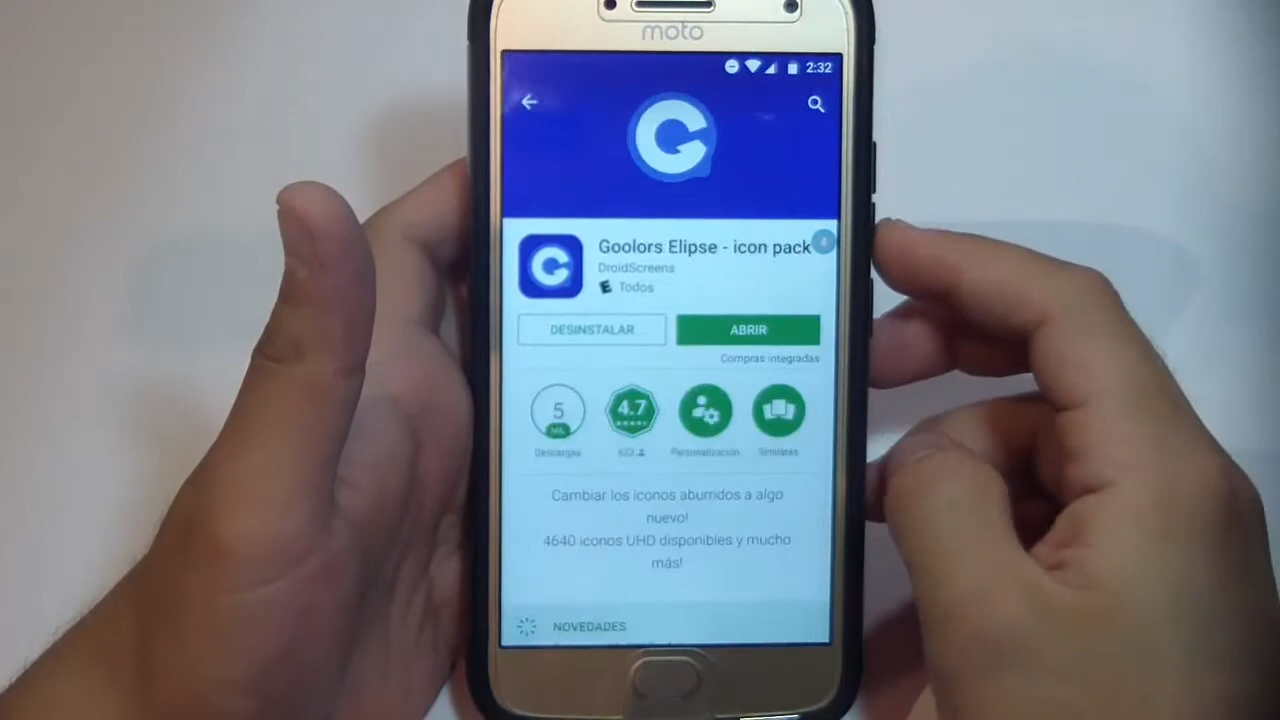 moto
2:32
Goolors Elipse - icon pack
DroidScreens
E Todos
DESINSTALAR
ABRIR
Compras integradas
5
MIL
4.7
Descargas
Personalización
Similares
Cambiar los iconos aburridos a algo
nuevo!
4640 iconos UHD disponibles y mucho
más!
NOVEDADES